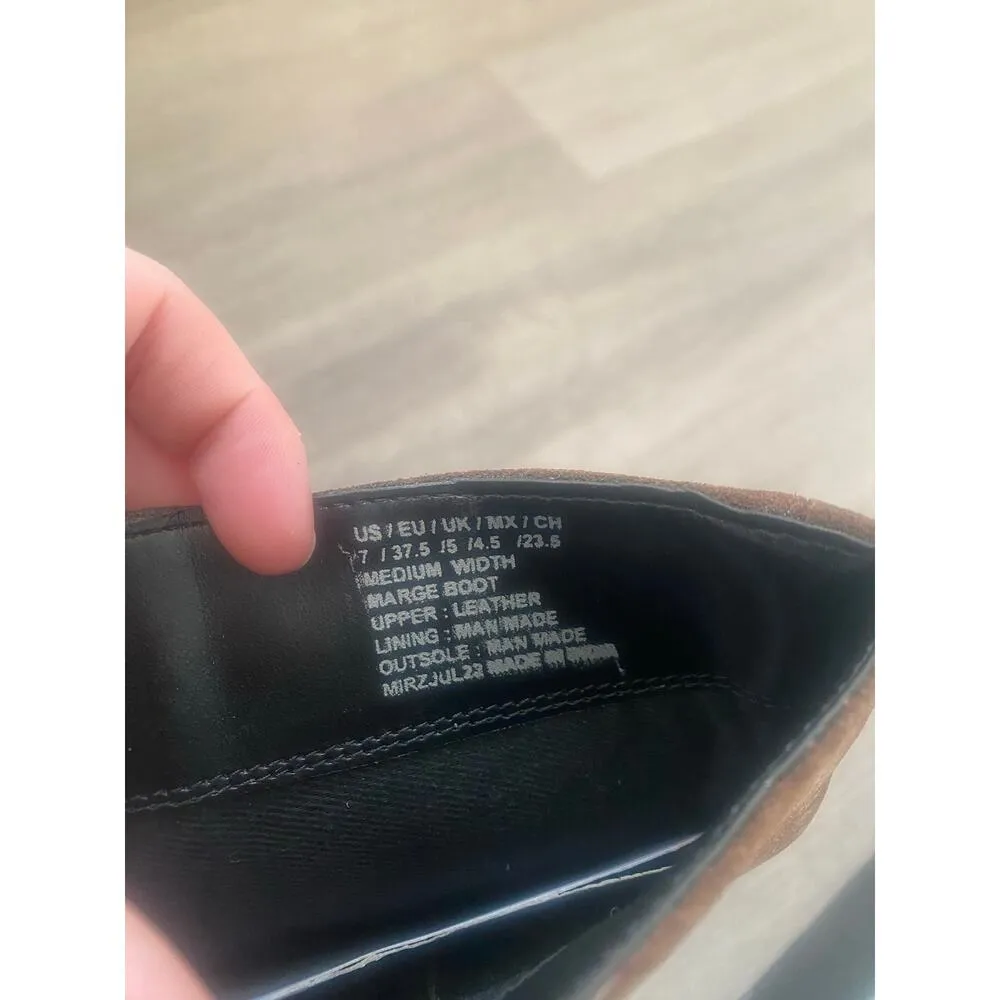 US / EU / UK / MX / CH
7 / 37.5 /5 /4.5 /23.5
MEDIUM WIDTH
MARGE BOOT
UPPER : LEATHER
LINING : MAN MADE
OUTSOLE : MAN MADE
MIRZJUL23 MADE IN INDIA